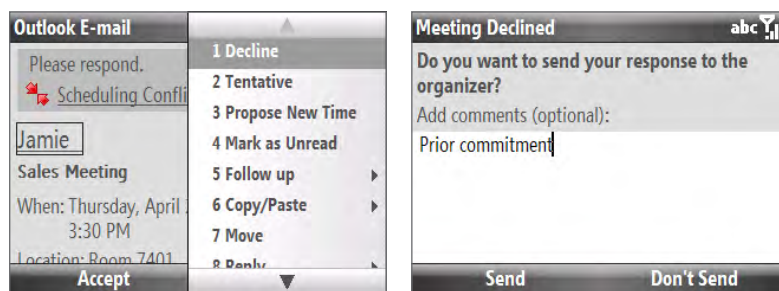 Outlook E-mail
Please respond.
Scheduling Confli
Jamie
Sales Meeting
When: Thursday, April
3:30 PM
Location: Room 7401
Accept
1 Decline
2 Tentative
3 Propose New Time
4 Mark as Unread
5 Follow up
6 Copy/Paste
7 Move
8 Reply
Meeting Declined
abc
Do you want to send your response to the
organizer?
Add comments (optional):
Prior commitment
Send
Don't Send